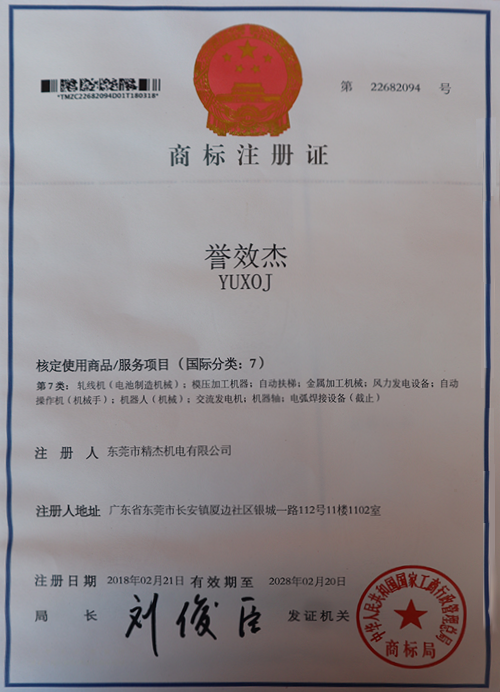 *TMZC22682094D01T180318*
第 22682094 号
商标注册证
誉效杰
YUXOJ
核定使用商品/服务项目（国际分类：7）
第7类：轧线机（电池制造机械）；模压加工机器；自动扶梯；金属加工机械；风力发电设备；自动
操作机（机械手）；机器人（机械）；交流发电机；机器轴；电弧焊接设备（截止）
注册人 东莞市精杰机电有限公司
注册人地址 广东省东莞市长安镇厦边社区银城一路112号11楼1102室
注册日期 2018年02月21日 有效期至 2028年02月20日
局长 刘俊臣 发证机关
中华人民共和国国家工商行政管理总局
商标局